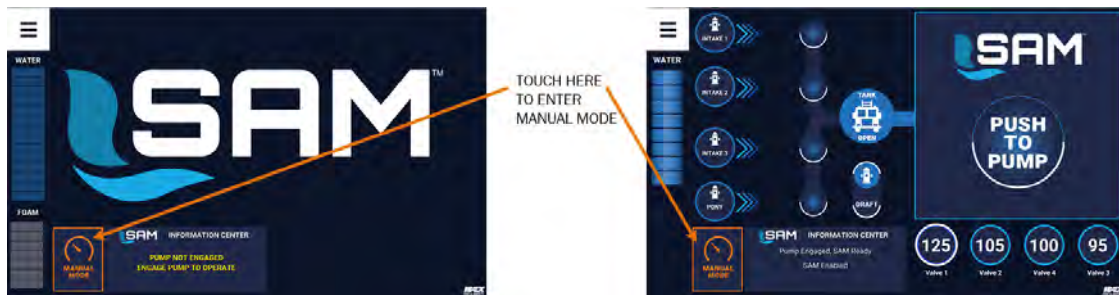 WATER
SAM™
FOAM
MANUAL
MODE
SAM INFORMATION CENTER
PUMP NOT ENGAGED
ENGAGE PUMP TO OPERATE
TOUCH HERE
TO ENTER
MANUAL MODE
WATER
INTAKE 1
INTAKE 2
INTAKE 3
PONY
TANK
OPEN
DRAFT
SAM
PUSH
TO
PUMP
MANUAL
MODE
SAM INFORMATION CENTER
Pump Engaged, SAM Ready
SAM Enabled
125 105 100 95
Valve 1 Valve 2 Valve 4 Valve 3